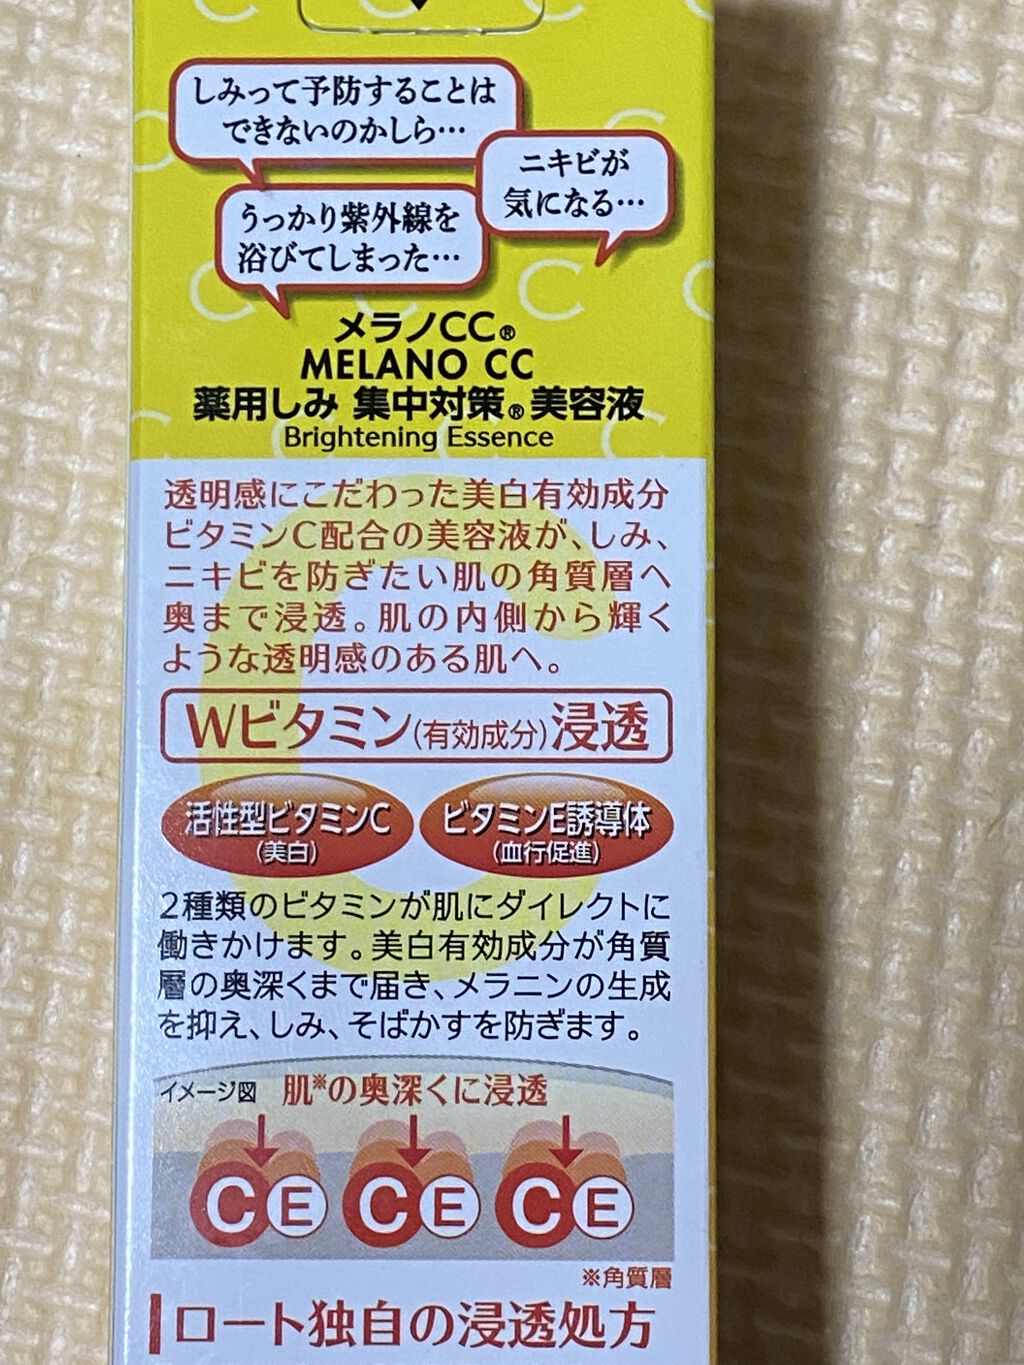 しみって予防することは
できないのかしら…
ニキビが
気になる…
うっかり紫外線を
浴びてしまった…
メラノCC®
MELANO CC
薬用しみ 集中対策®美容液
Brightening Essence
透明感にこだわった美白有効成分
ビタミンC配合の美容液が、しみ、
ニキビを防ぎたい肌の角質層へ
奥まで浸透。肌の内側から輝く
ような透明感のある肌へ。
Wビタミン(有効成分)浸透
活性型ビタミンC
(美白)
ビタミンE誘導体
(血行促進)
2種類のビタミンが肌にダイレクトに
働きかけます。美白有効成分が角質
層の奥深くまで届き、メラニンの生成
を抑え、しみ、そばかすを防ぎます。
イメージ図 肌※の奥深くに浸透
C E C E C E
※角質層
ロート独自の浸透処方